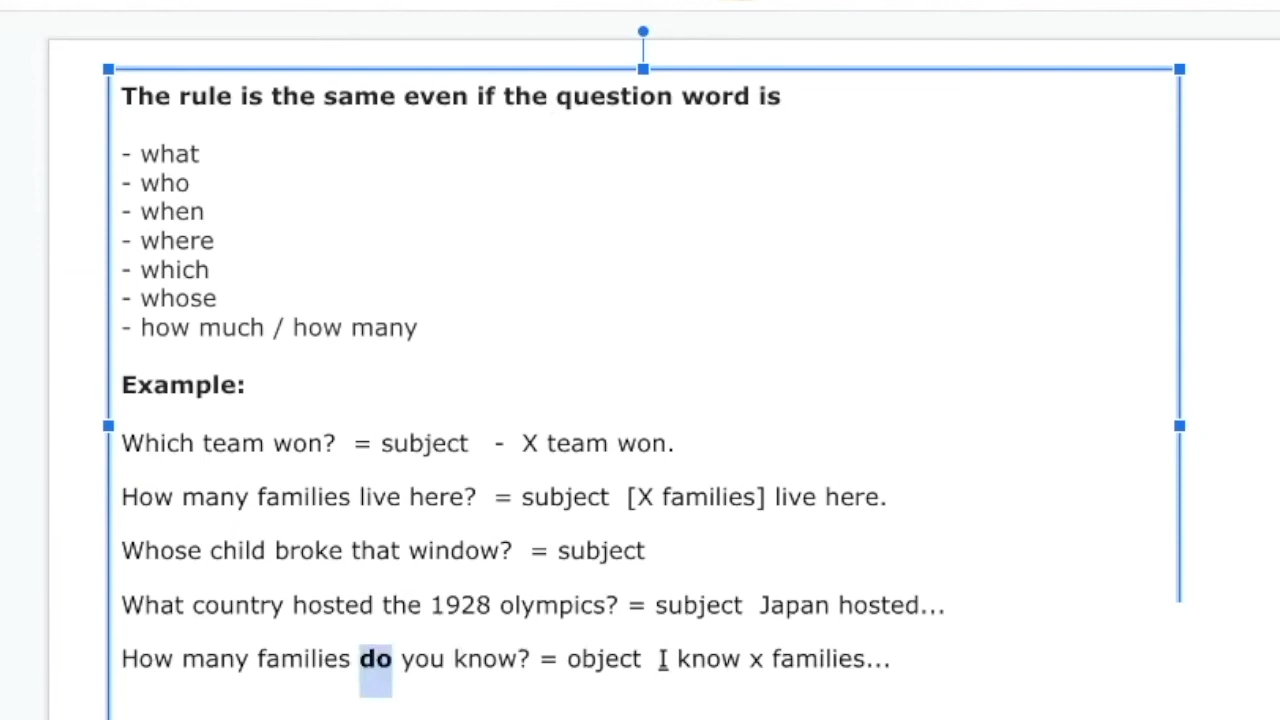 The rule is the same even if the question word is
- what
- who
- when
- where
- which
- whose
- how much / how many
Example:
Which team won? = subject - X team won.
How many families live here? = subject [X families] live here.
Whose child broke that window? = subject
What country hosted the 1928 olympics? = subject Japan hosted...
How many families do you know? = object I know x families...